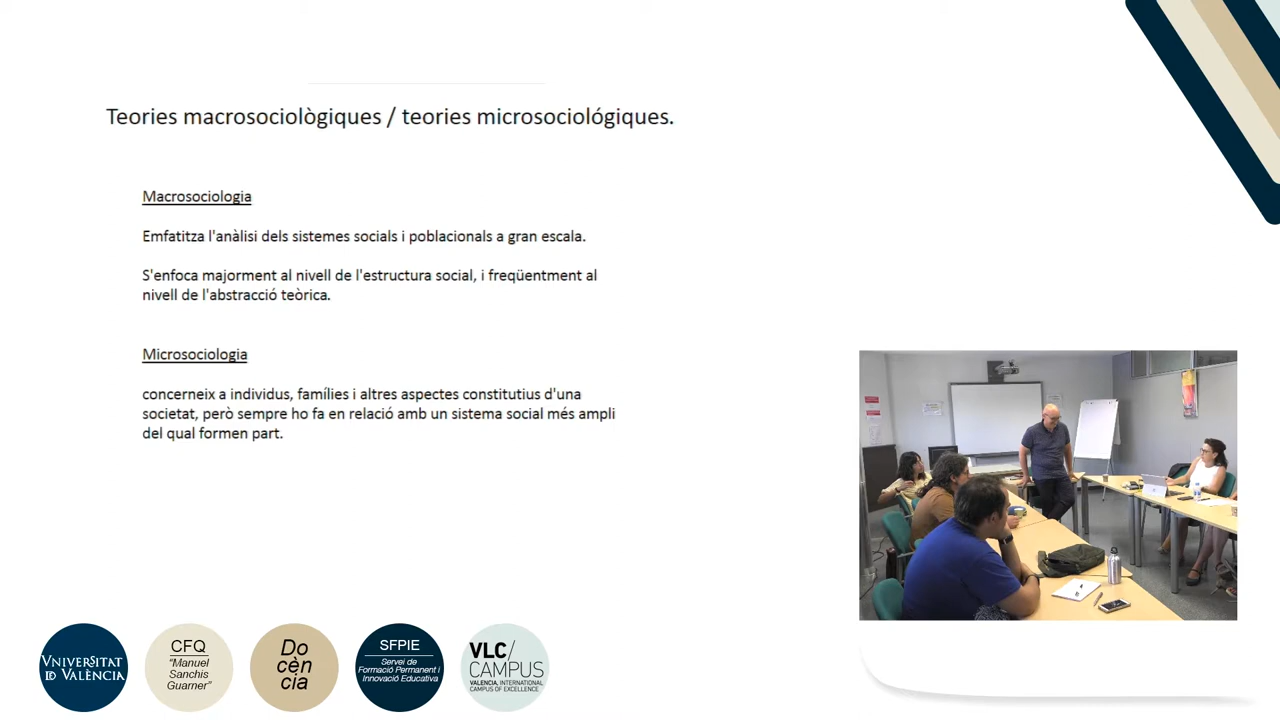 Teories macrosociològiques / teories microsociológiques.
Macrosociologia
Emfatitza l'anàlisi dels sistemes socials i poblacionals a gran escala.
S'enfoca majorment al nivell de l'estructura social, i freqüentment al
nivell de l'abstracció teòrica.
Microsociologia
concerneix a individus, famílies i altres aspectes constitutius d'una
societat, però sempre ho fa en relació amb un sistema social més ampli
del qual formen part.
VNIVERSITAT
ID VALÈNCIA
CFQ
"Manuel
Sanchis
Guarner"
Do
cèn
cia
SFPIE
Servei de
Formació Permanent i
Innovació Educativa
VLC/
CAMPUS
VALENCIA, INTERNATIONAL
CAMPUS OF EXCELLENCE